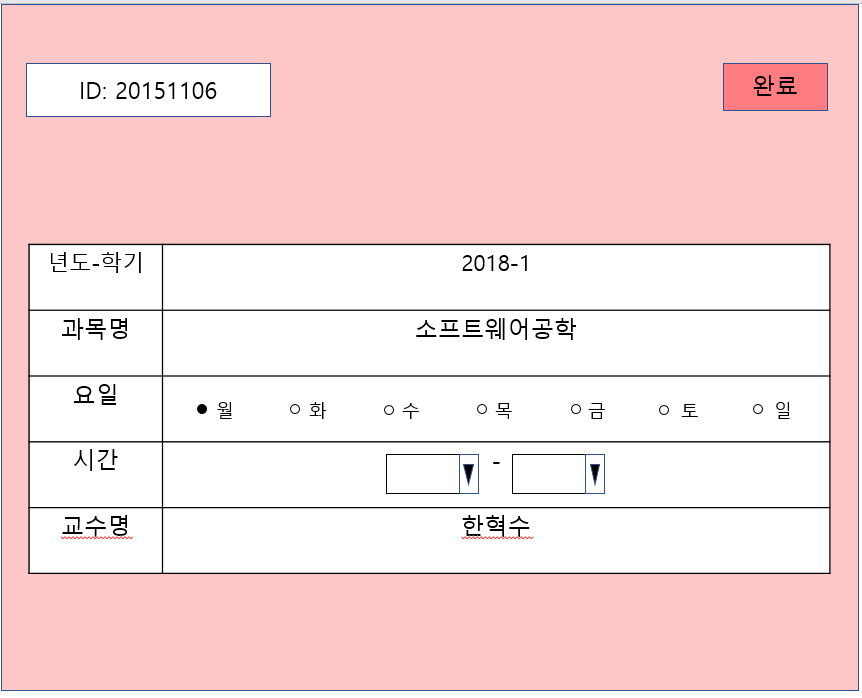 ID: 20151106
완료
년도-학기 2018-1
과목명 소프트웨어공학
요일 ● 월 ○ 화 ○ 수 ○ 목 ○ 금 ○ 토 ○ 일
시간 -
교수명 한혁수